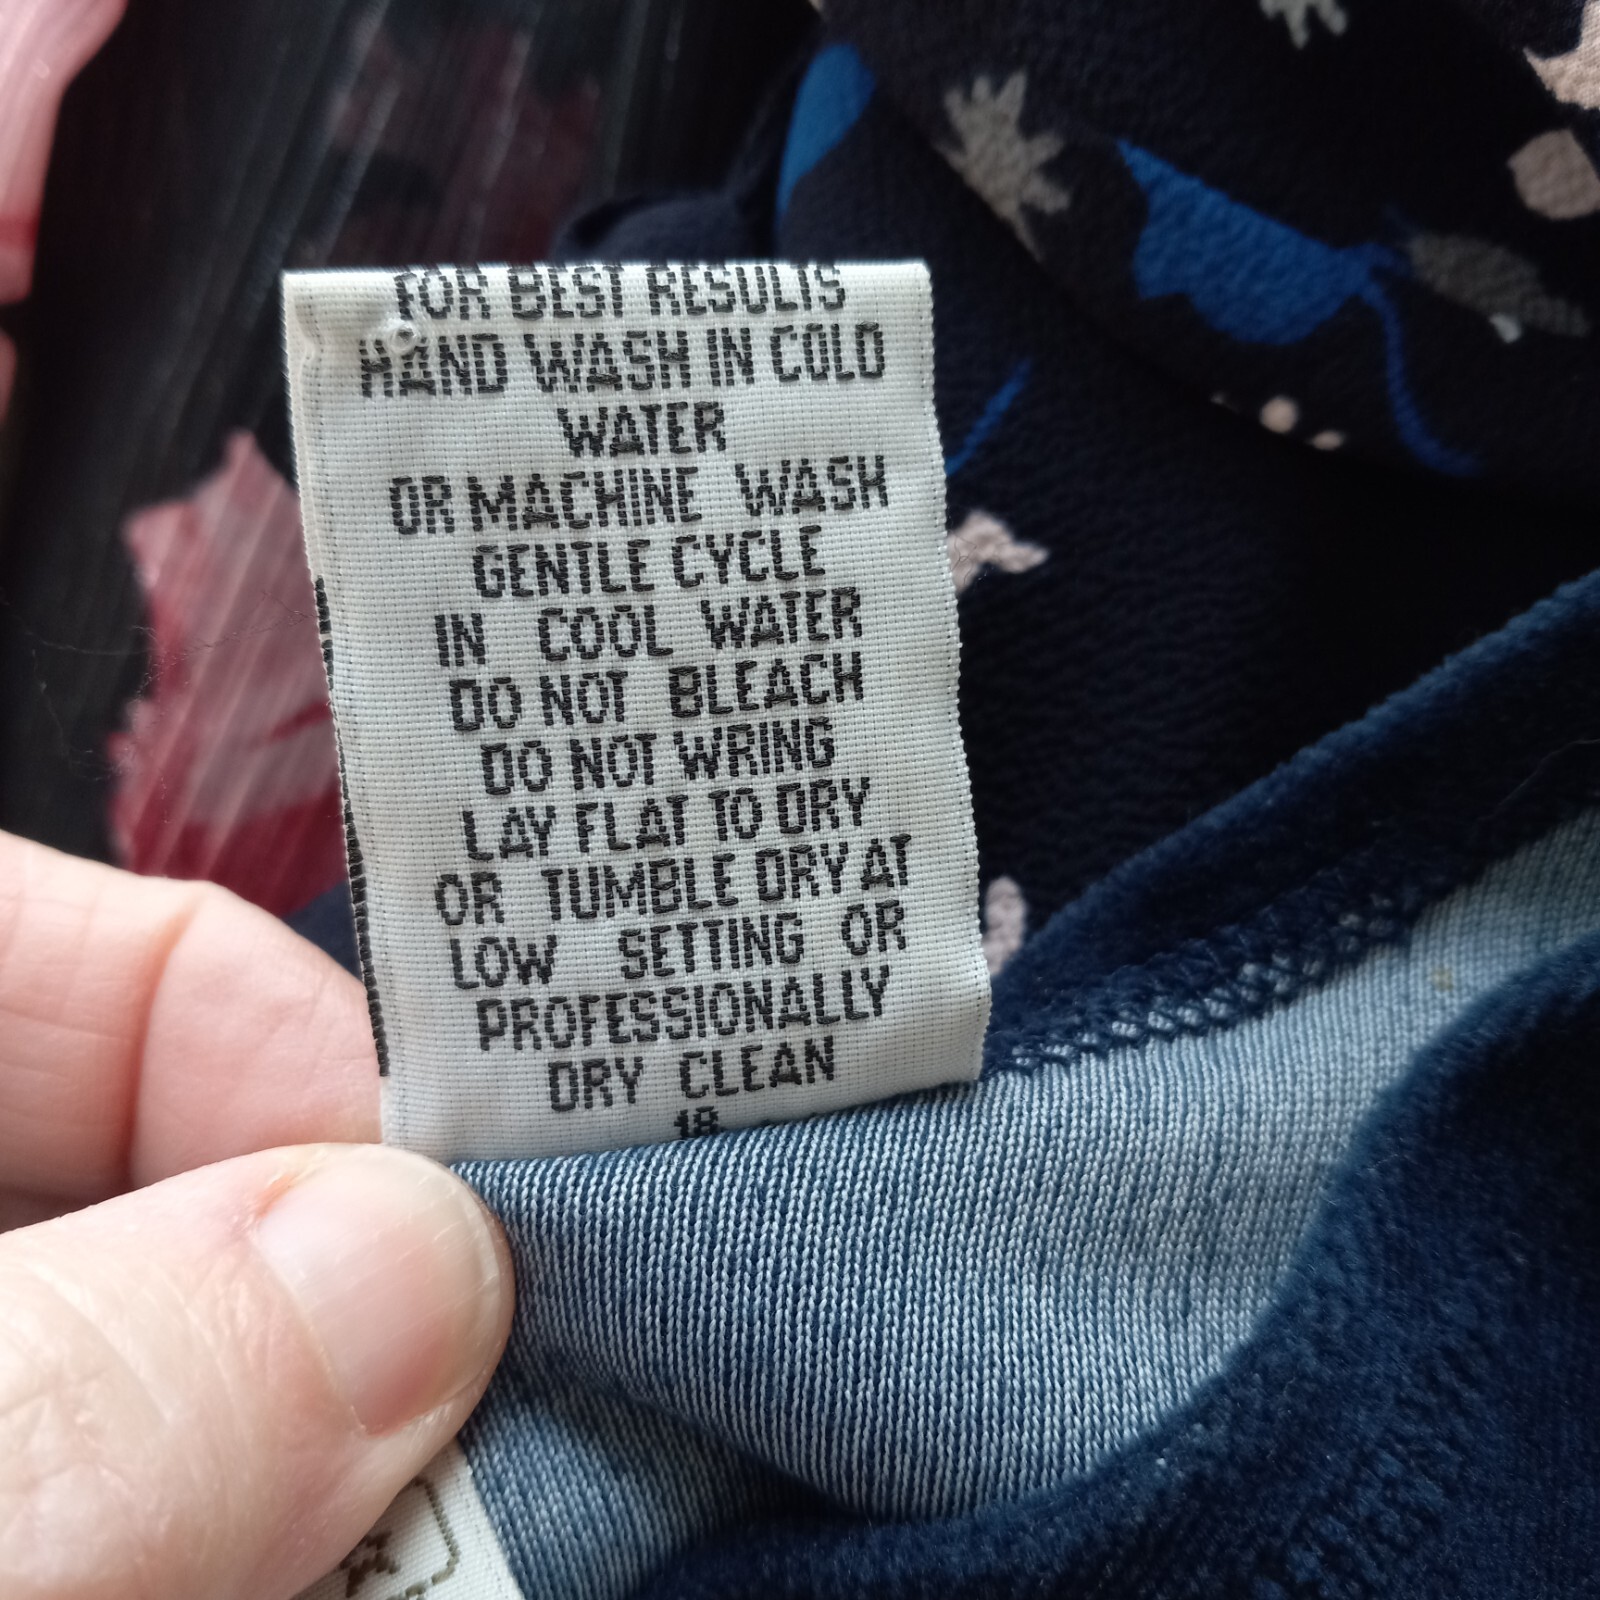 FOR BEST RESULTS
HAND WASH IN COLD
WATER
OR MACHINE WASH
GENTLE CYCLE
IN COOL WATER
DO NOT BLEACH
DO NOT WRING
LAY FLAT TO DRY
OR TUMBLE DRY AT
LOW SETTING OR
PROFESSIONALLY
DRY CLEAN
18